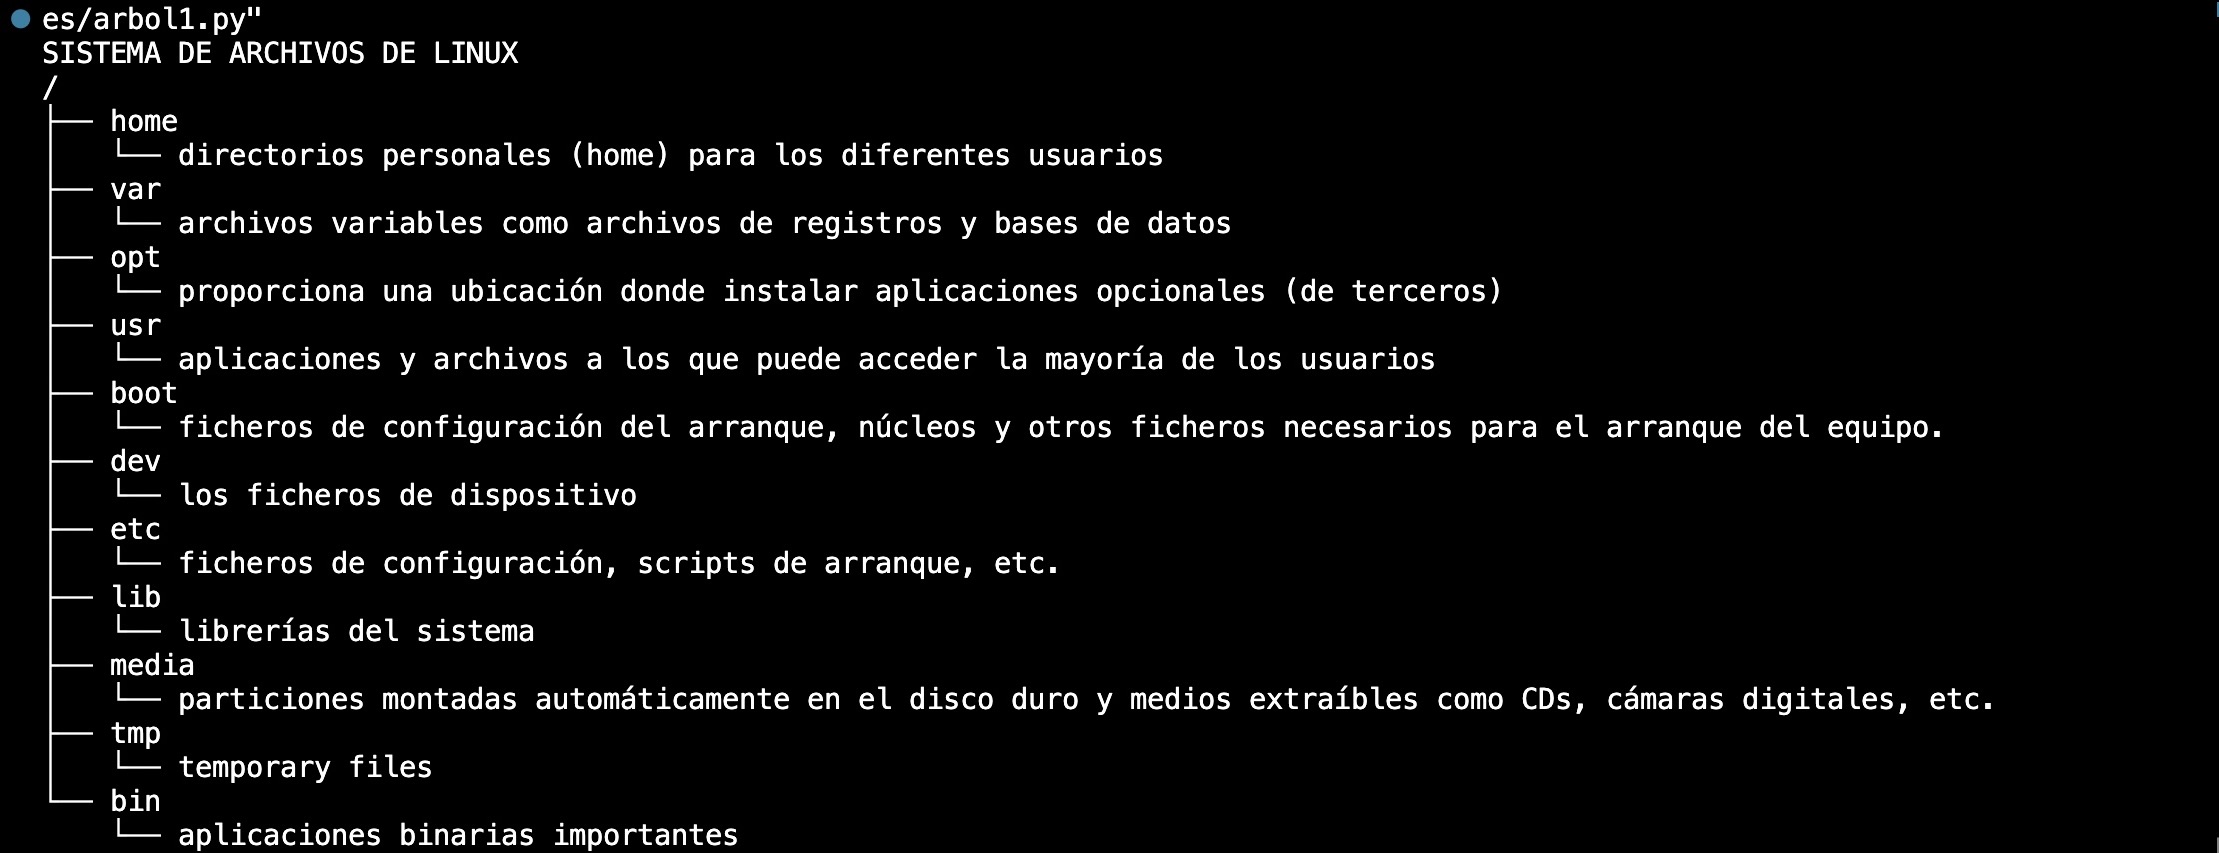 es/arbol1.py"
SISTEMA DE ARCHIVOS DE LINUX
/
├── home
│   └── directorios personales (home) para los diferentes usuarios
├── var
│   └── archivos variables como archivos de registros y bases de datos
├── opt
│   └── proporciona una ubicación donde instalar aplicaciones opcionales (de terceros)
├── usr
│   └── aplicaciones y archivos a los que puede acceder la mayoría de los usuarios
├── boot
│   └── ficheros de configuración del arranque, núcleos y otros ficheros necesarios para el arranque del equipo.
├── dev
│   └── los ficheros de dispositivo
├── etc
│   └── ficheros de configuración, scripts de arranque, etc.
├── lib
│   └── librerías del sistema
├── media
│   └── particiones montadas automáticamente en el disco duro y medios extraíbles como CDs, cámaras digitales, etc.
├── tmp
│   └── temporary files
└── bin
    └── aplicaciones binarias importantes